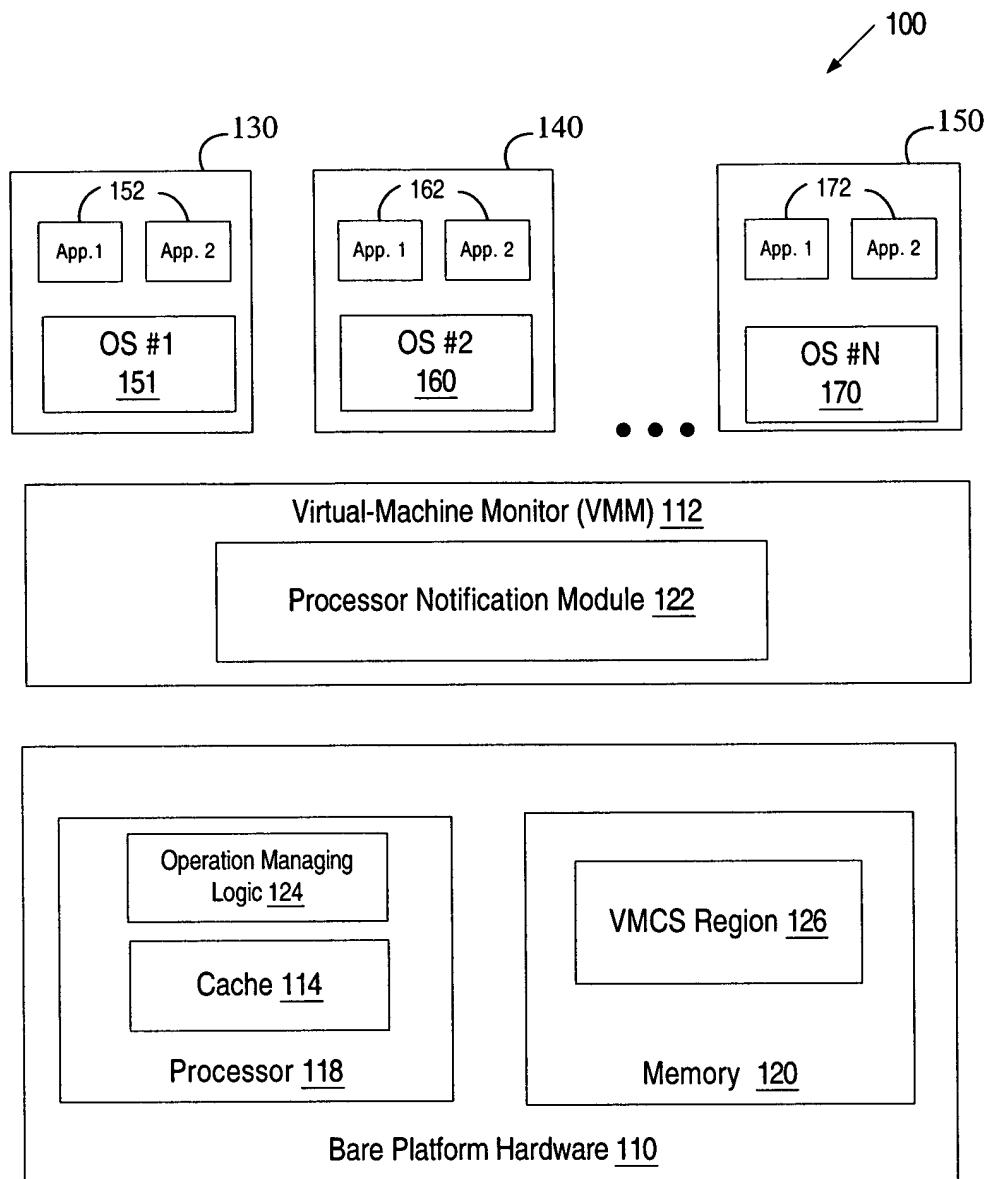 100
130
140
150
152
162
172
App.1
App. 2
App. 1
App. 2
App. 1
App. 2
OS #1
151
OS #2
160
OS #N
170
Virtual-Machine Monitor (VMM) 112
Processor Notification Module 122
Operation Managing
Logic 124
Cache 114
Processor 118
VMCS Region 126
Memory 120
Bare Platform Hardware 110